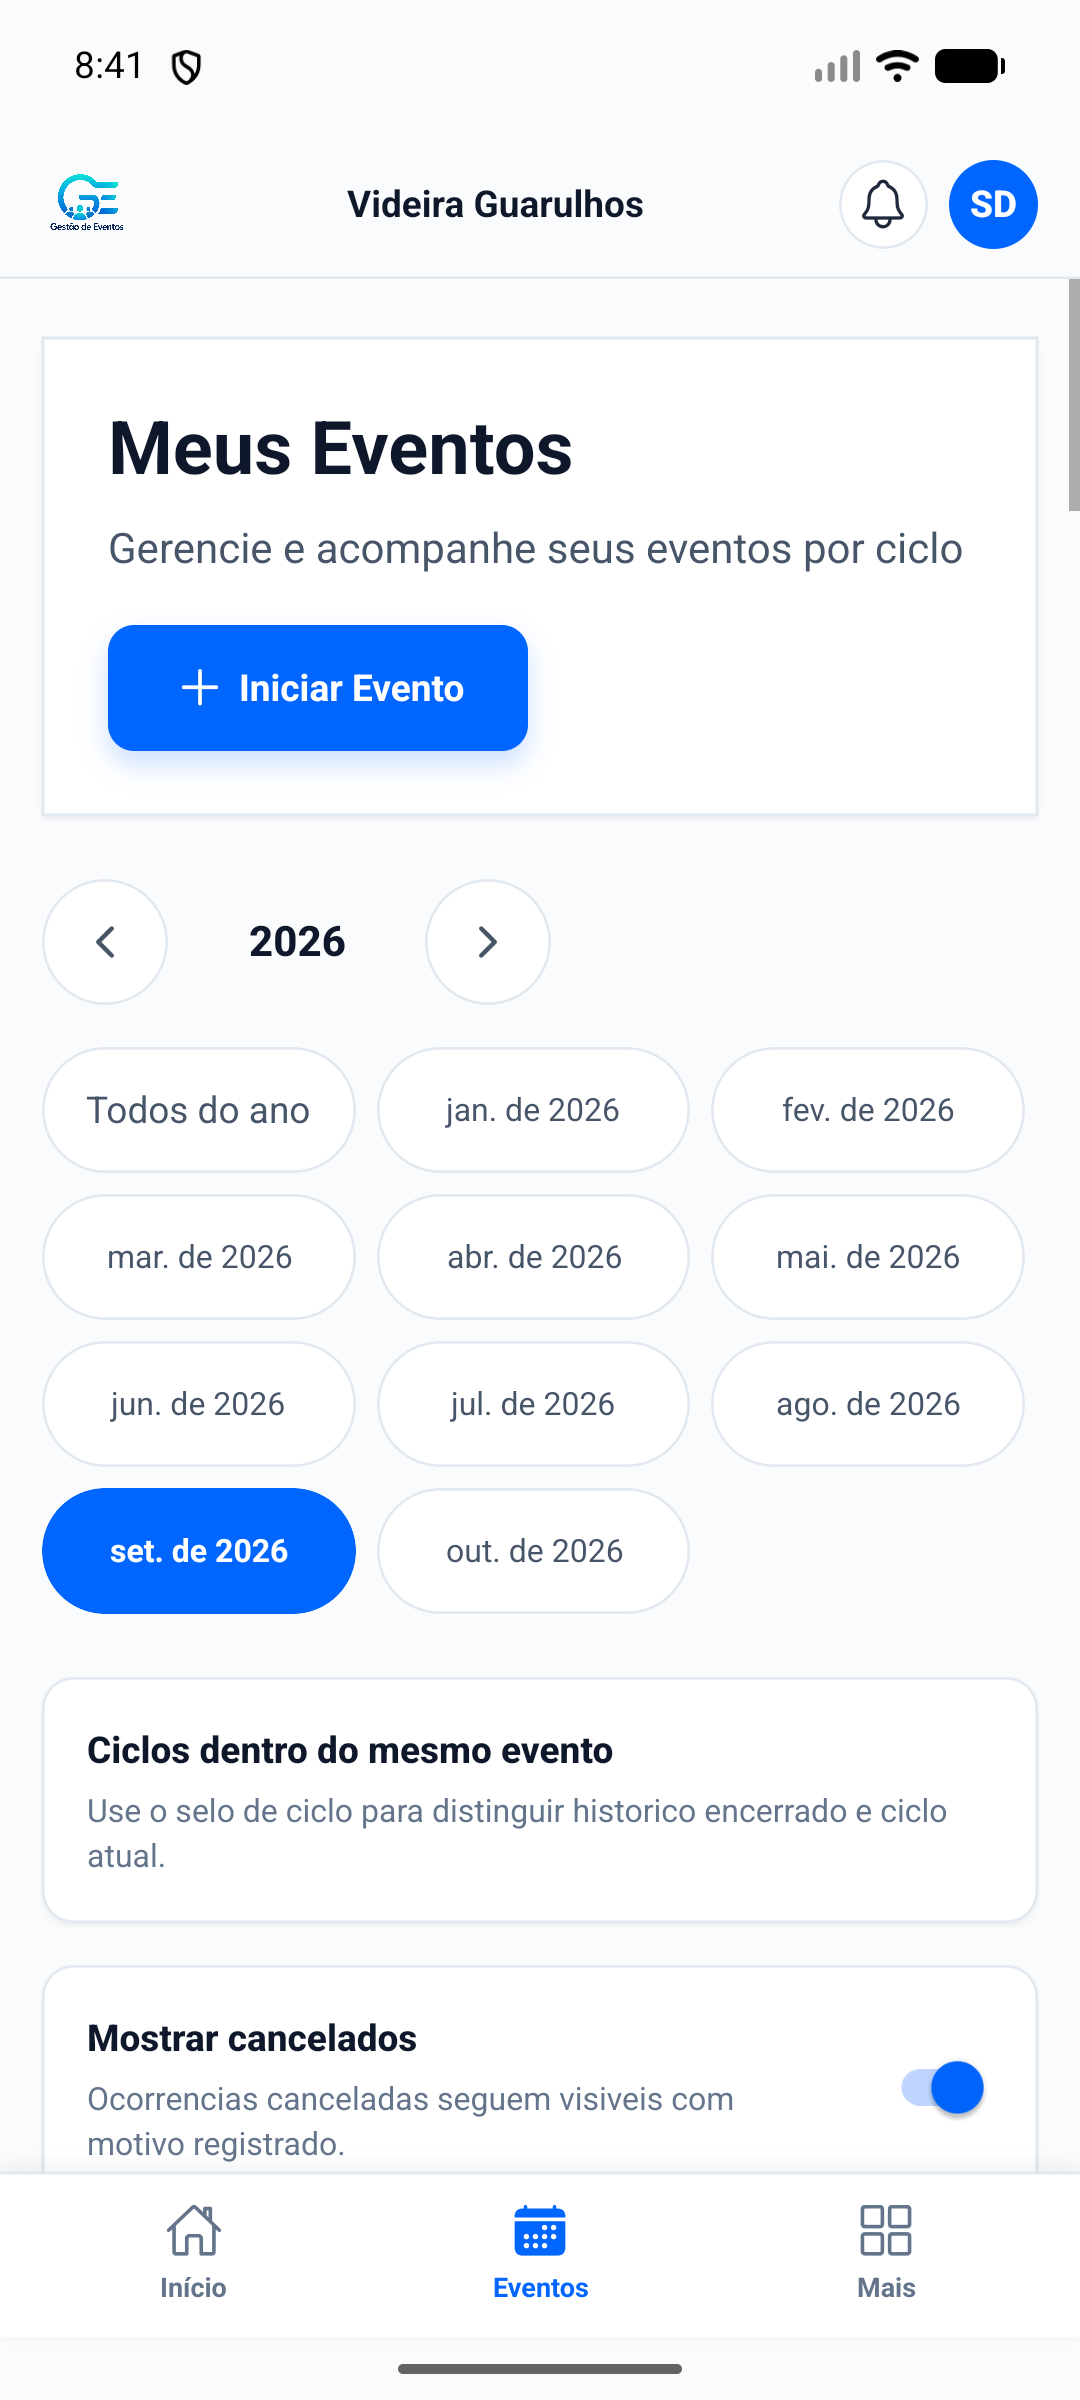 8:41
Gestão de Eventos
Videira Guarulhos
SD
Meus Eventos
Gerencie e acompanhe seus eventos por ciclo
Iniciar Evento
2026
Todos do ano
jan. de 2026
fev. de 2026
mar. de 2026
abr. de 2026
mai. de 2026
jun. de 2026
jul. de 2026
ago. de 2026
set. de 2026
out. de 2026
Ciclos dentro do mesmo evento
Use o selo de ciclo para distinguir historico encerrado e ciclo
atual.
Mostrar cancelados
Ocorrencias canceladas seguem visiveis com
motivo registrado.
Início
Eventos
Mais